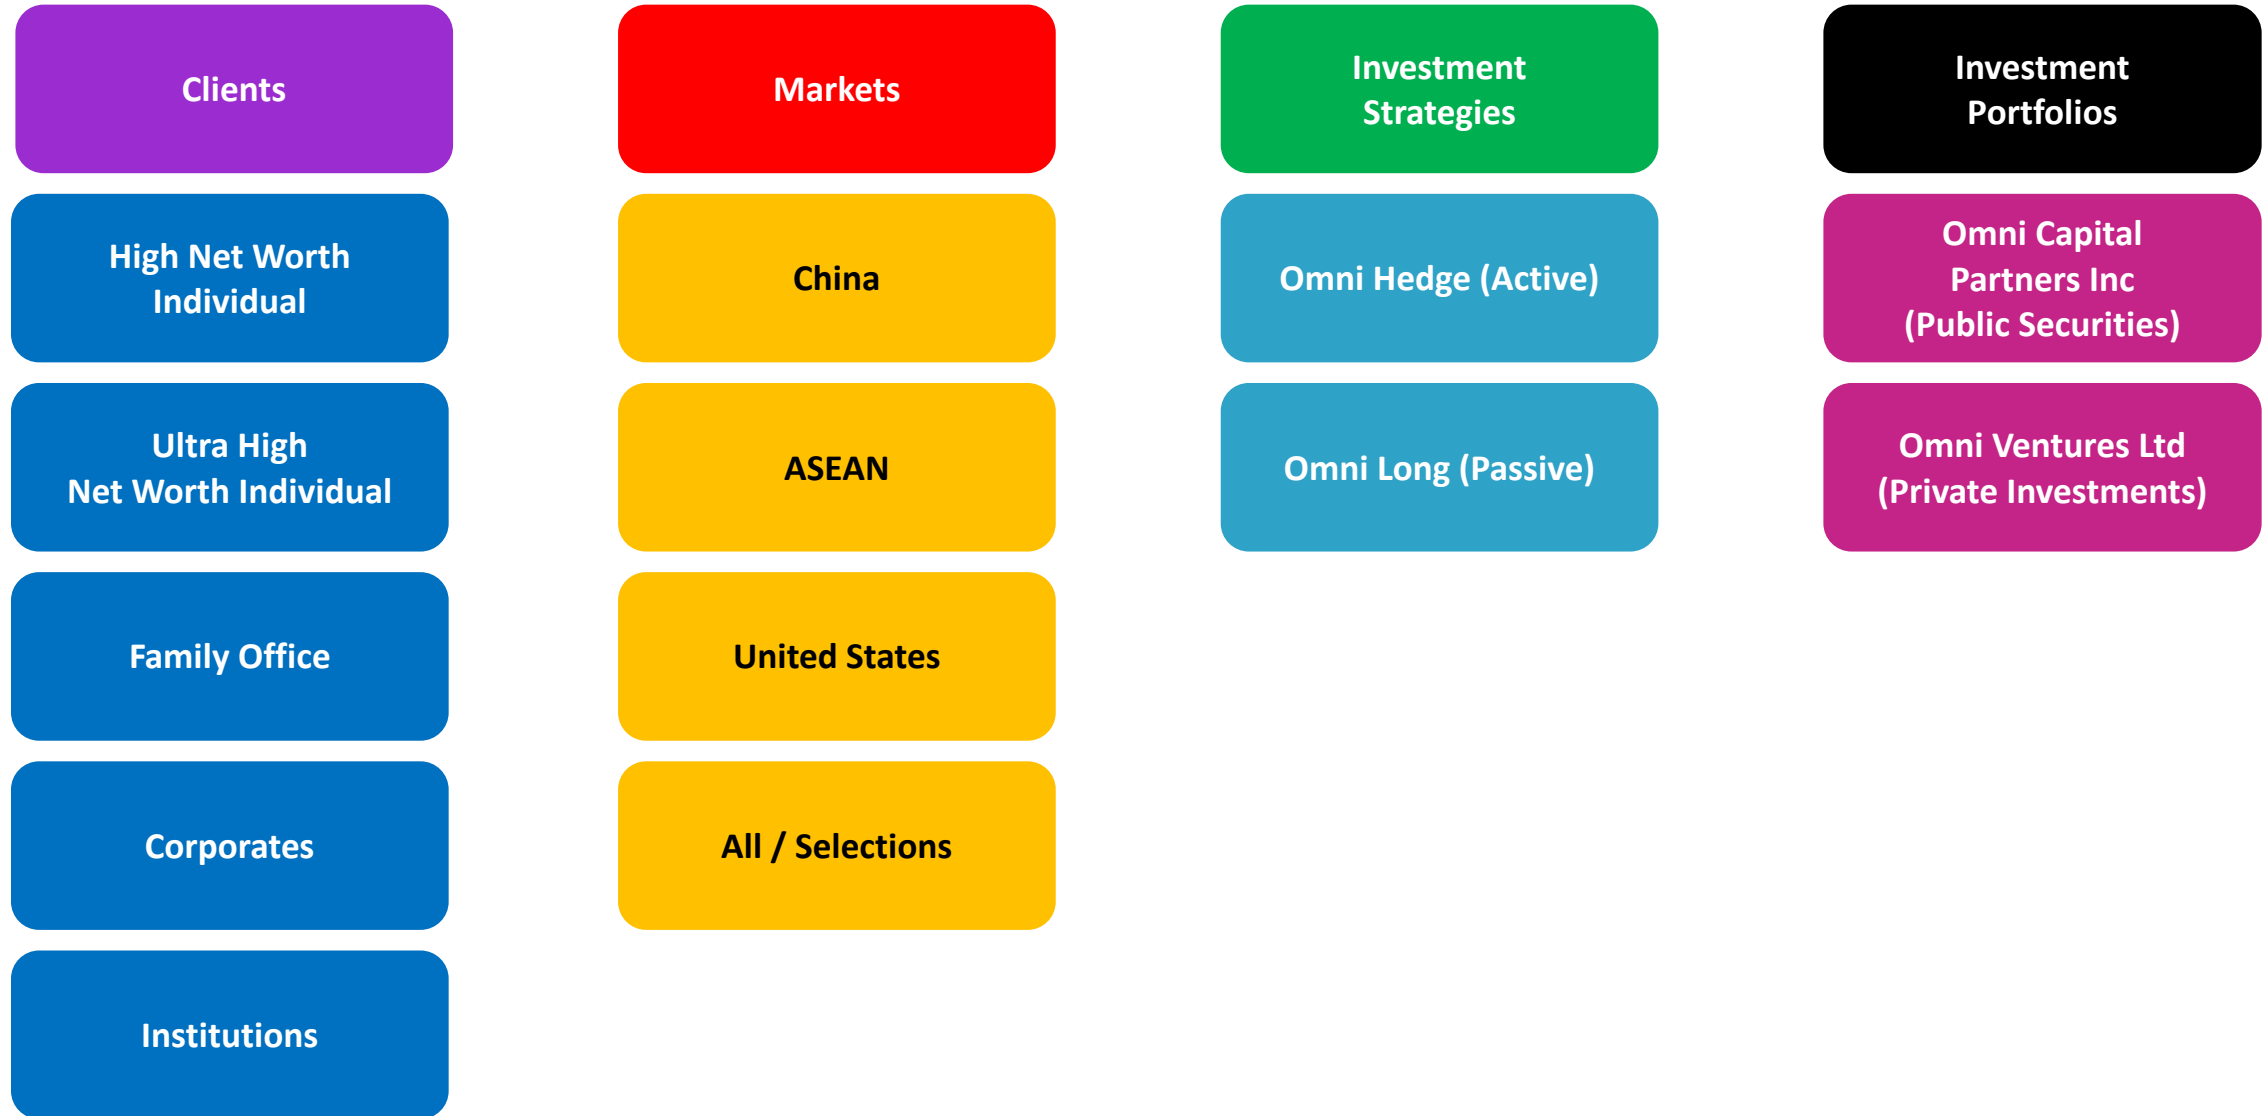 Clients
High Net Worth
Individual
Ultra High
Net Worth Individual
Family Office
Corporates
Institutions
Markets
China
ASEAN
United States
All / Selections
Investment
Strategies
Omni Hedge (Active)
Omni Long (Passive)
Investment
Portfolios
Omni Capital
Partners Inc
(Public Securities)
Omni Ventures Ltd
(Private Investments)